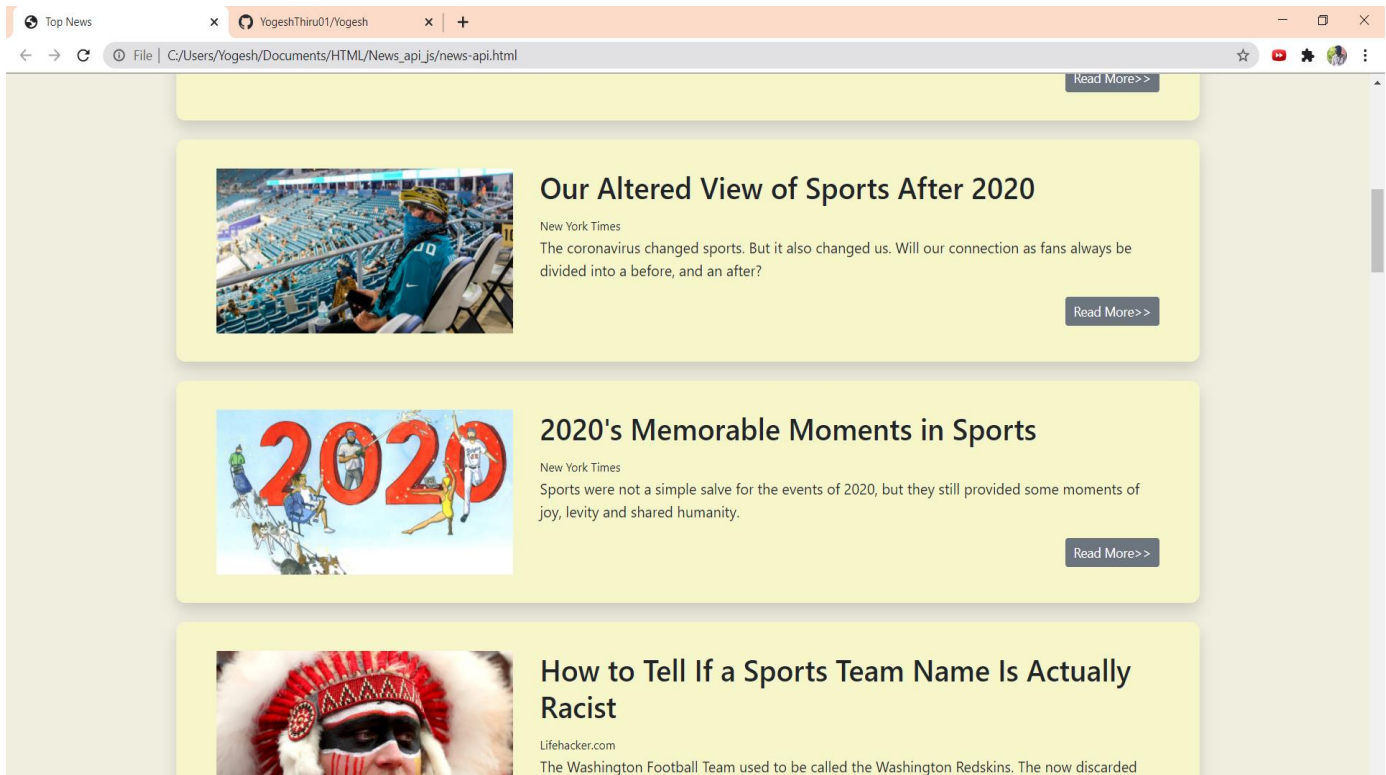 Top News
YogeshThiru01/Yogesh
File | C:/Users/Yogesh/Documents/HTML/News_api_js/news-api.html
Read More>>
Our Altered View of Sports After 2020
New York Times
The coronavirus changed sports. But it also changed us. Will our connection as fans always be
divided into a before, and an after?
Read More>>
2020
2020's Memorable Moments in Sports
New York Times
Sports were not a simple salve for the events of 2020, but they still provided some moments of
joy, levity and shared humanity.
Read More>>
How to Tell If a Sports Team Name Is Actually
Racist
Lifehacker.com
The Washington Football Team used to be called the Washington Redskins. The now discarded